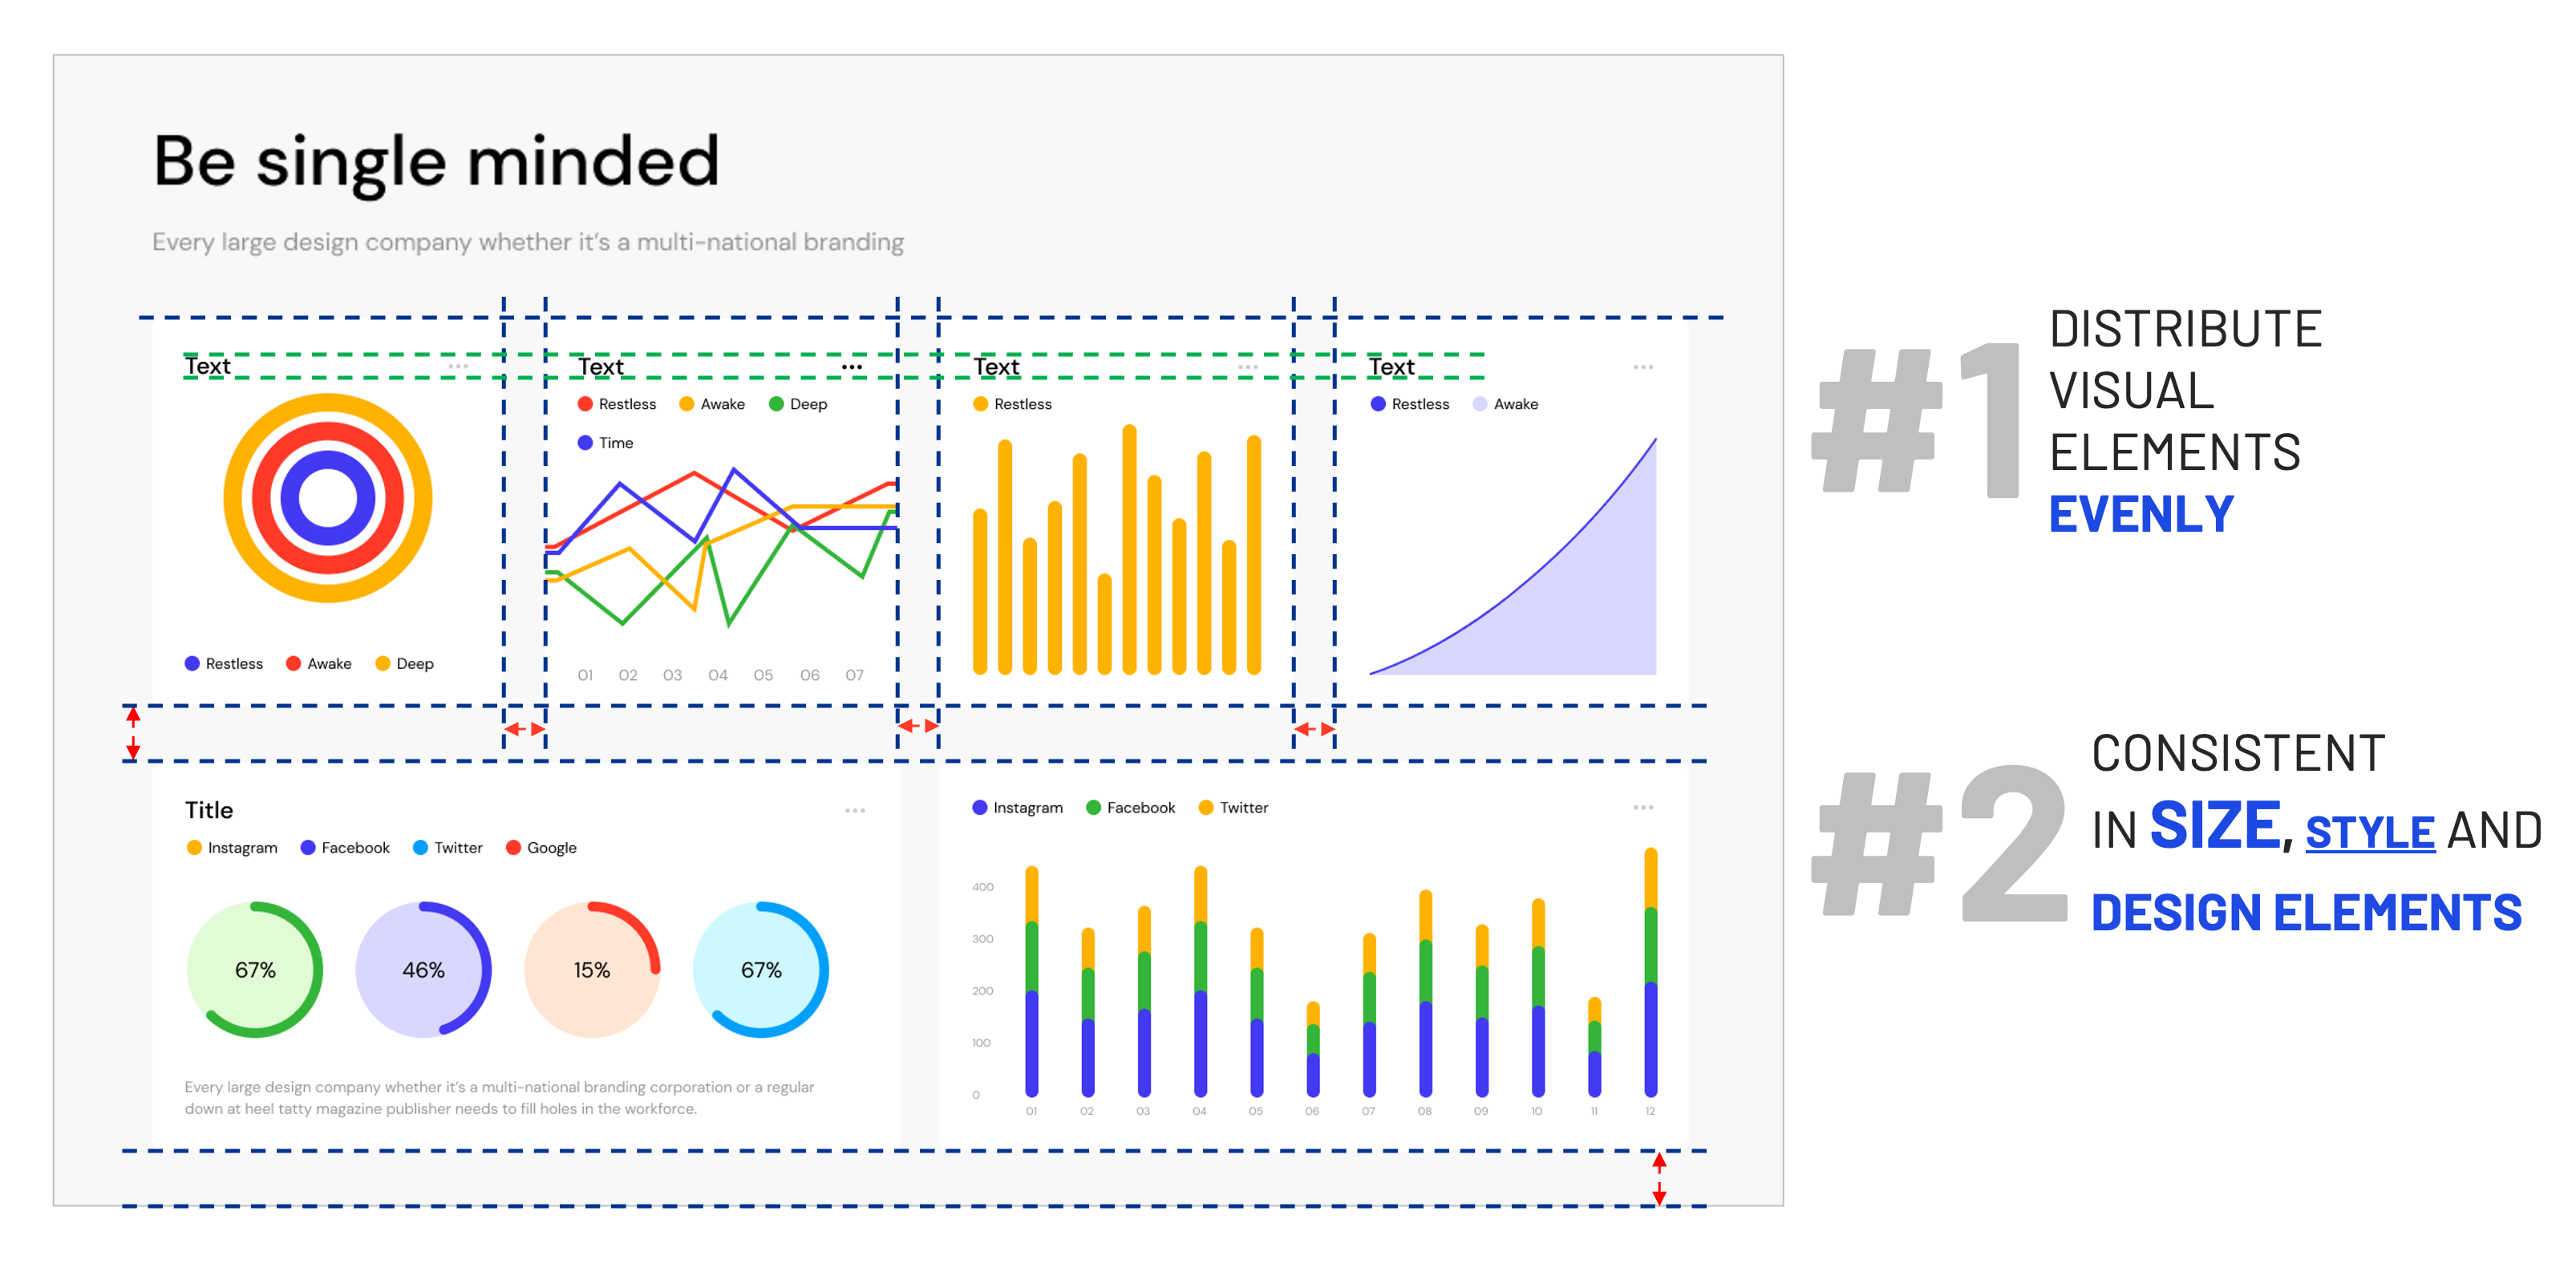 Be single minded
Every large design company whether it's a multi-national branding
Text
Restless Awake Deep
Text
Restless Awake Deep
Time
01 02 03 04 05 06 07
Text
Restless
Text
Restless Awake
Title
Instagram Facebook Twitter Google
67% 46% 15% 67%
Every large design company whether it's a multi-national branding corporation or a regular
down at heel tatty magazine publisher needs to fill holes in the workforce.
Instagram Facebook Twitter
400
300
200
100
0
01 02 03 04 05 06 07 08 09 10 11 12
#1
DISTRIBUTE
VISUAL
ELEMENTS
EVENLY
#2
CONSISTENT
IN SIZE, STYLE AND
DESIGN ELEMENTS